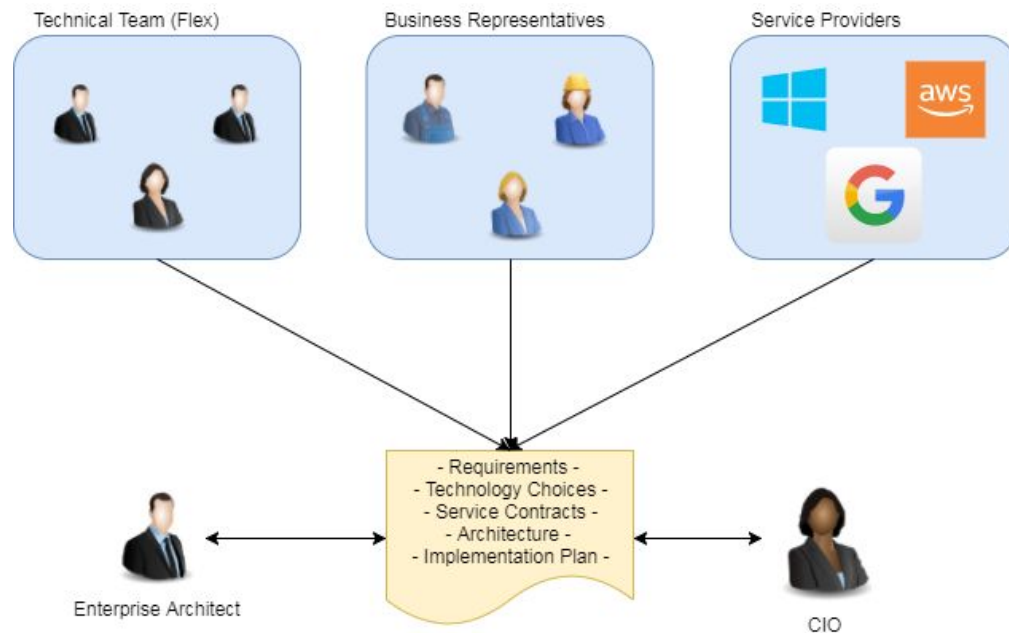 Technical Team (Flex)
Business Representatives
Service Providers
aws
- Requirements -
- Technology Choices -
- Service Contracts -
- Architecture -
- Implementation Plan -
Enterprise Architect
CIO